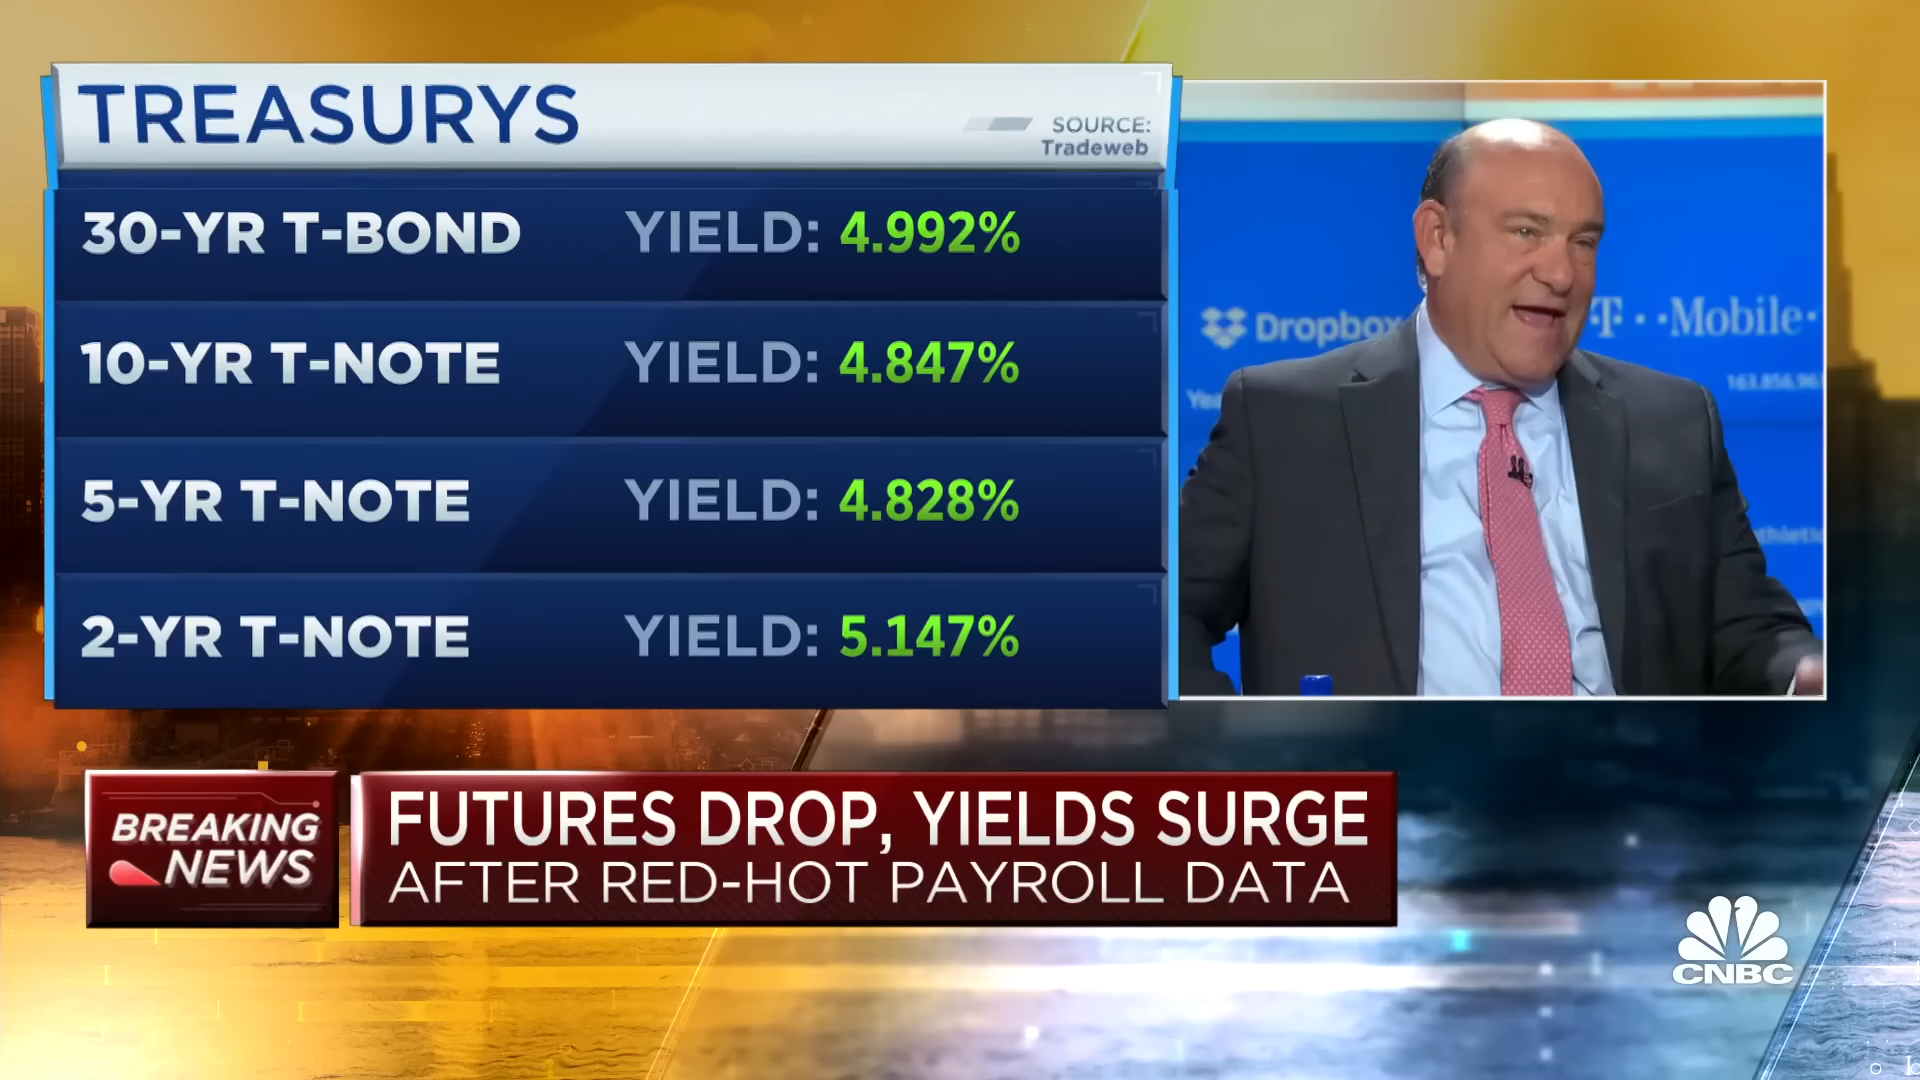 TREASURYS
SOURCE:
Tradeweb
30-YR T-BOND YIELD: 4.992%
10-YR T-NOTE YIELD: 4.847%
5-YR T-NOTE YIELD: 4.828%
2-YR T-NOTE YIELD: 5.147%
Dropbox
T··Mobile·
BREAKING
NEWS
FUTURES DROP, YIELDS SURGE
AFTER RED-HOT PAYROLL DATA
CNBC